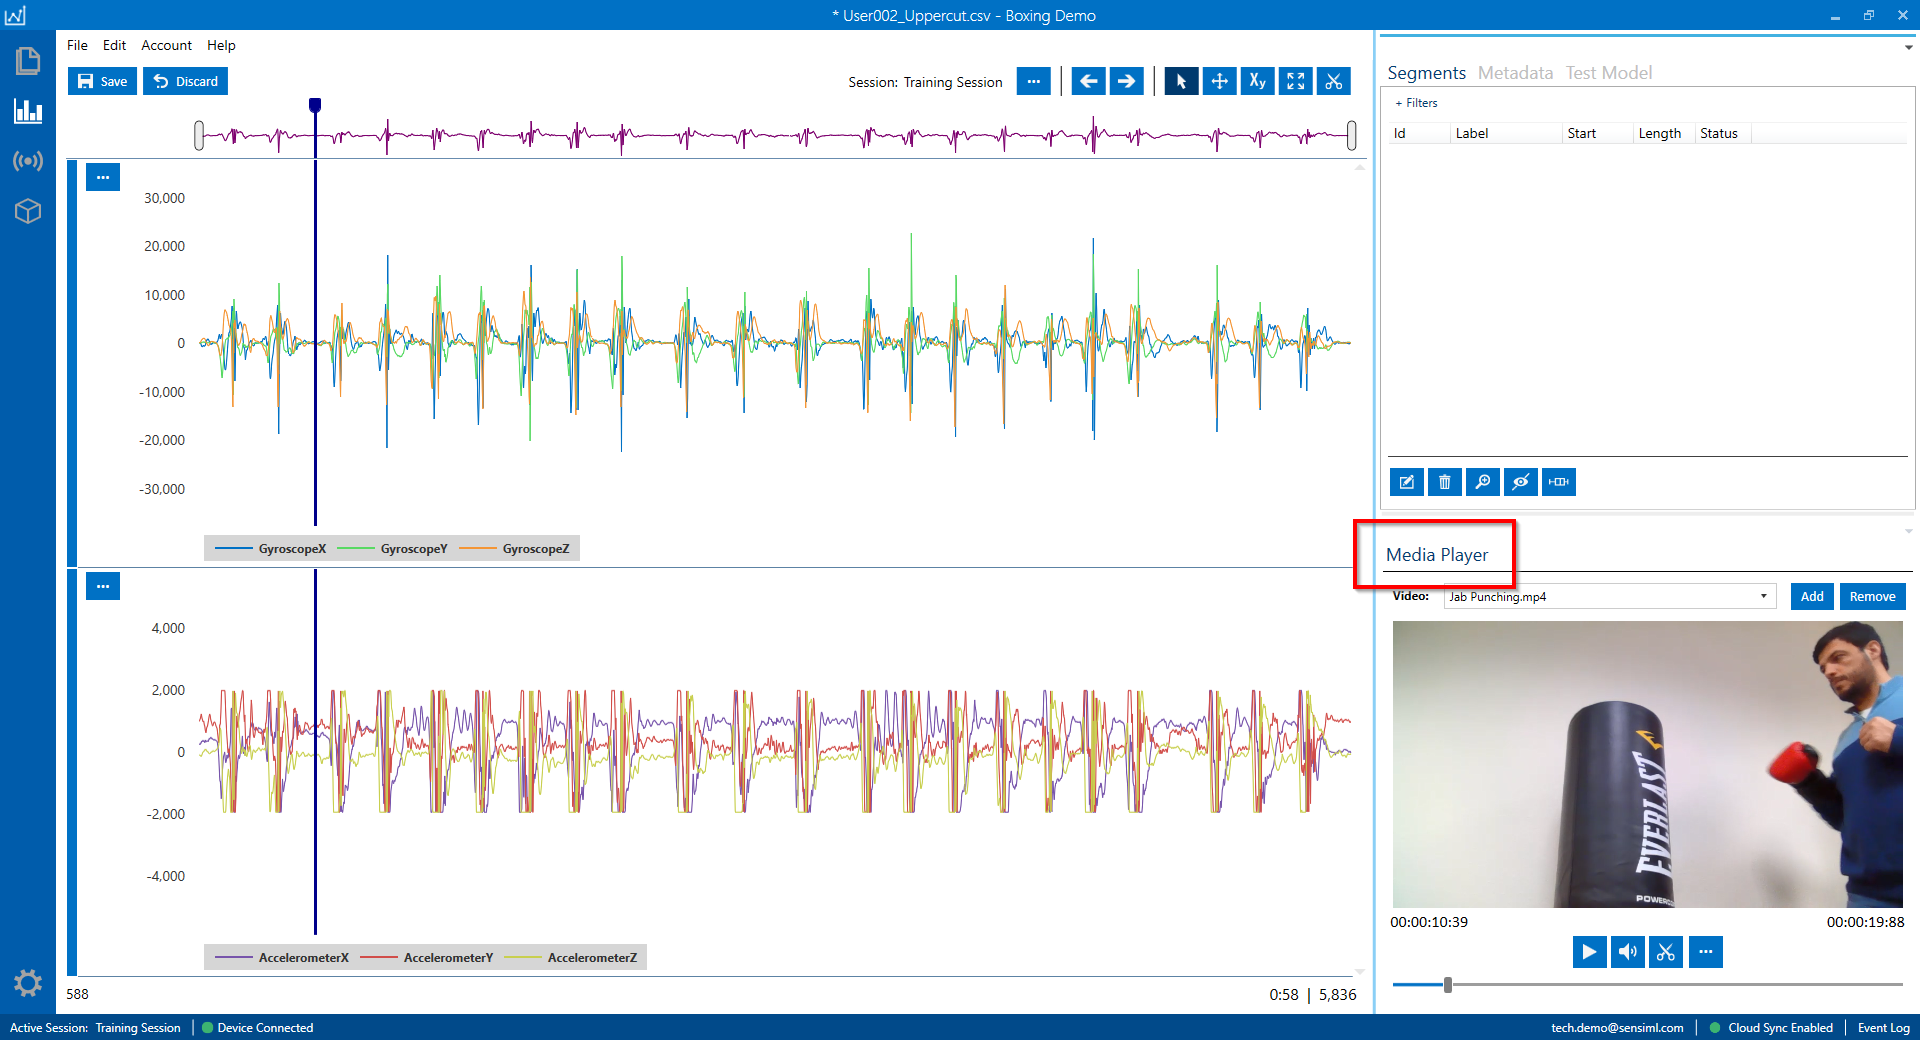 * User002_Uppercut.csv - Boxing Demo
File Edit Account Help
Save Discard
Session: Training Session ...
Xy
Segments Metadata Test Model
+ Filters
Id Label Start Length Status
...
30,000
20,000
10,000
0
-10,000
-20,000
-30,000
GyroscopeX GyroscopeY GyroscopeZ
...
4,000
2,000
0
-2,000
-4,000
AccelerometerX AccelerometerY AccelerometerZ
588
0:58 | 5,836
Media Player
Video: Jab Punching.mp4 Add Remove
EVERLAST
00:00:10:39 00:00:19:88
...
Active Session: Training Session Device Connected
tech.demo@sensiml.com Cloud Sync Enabled Event Log